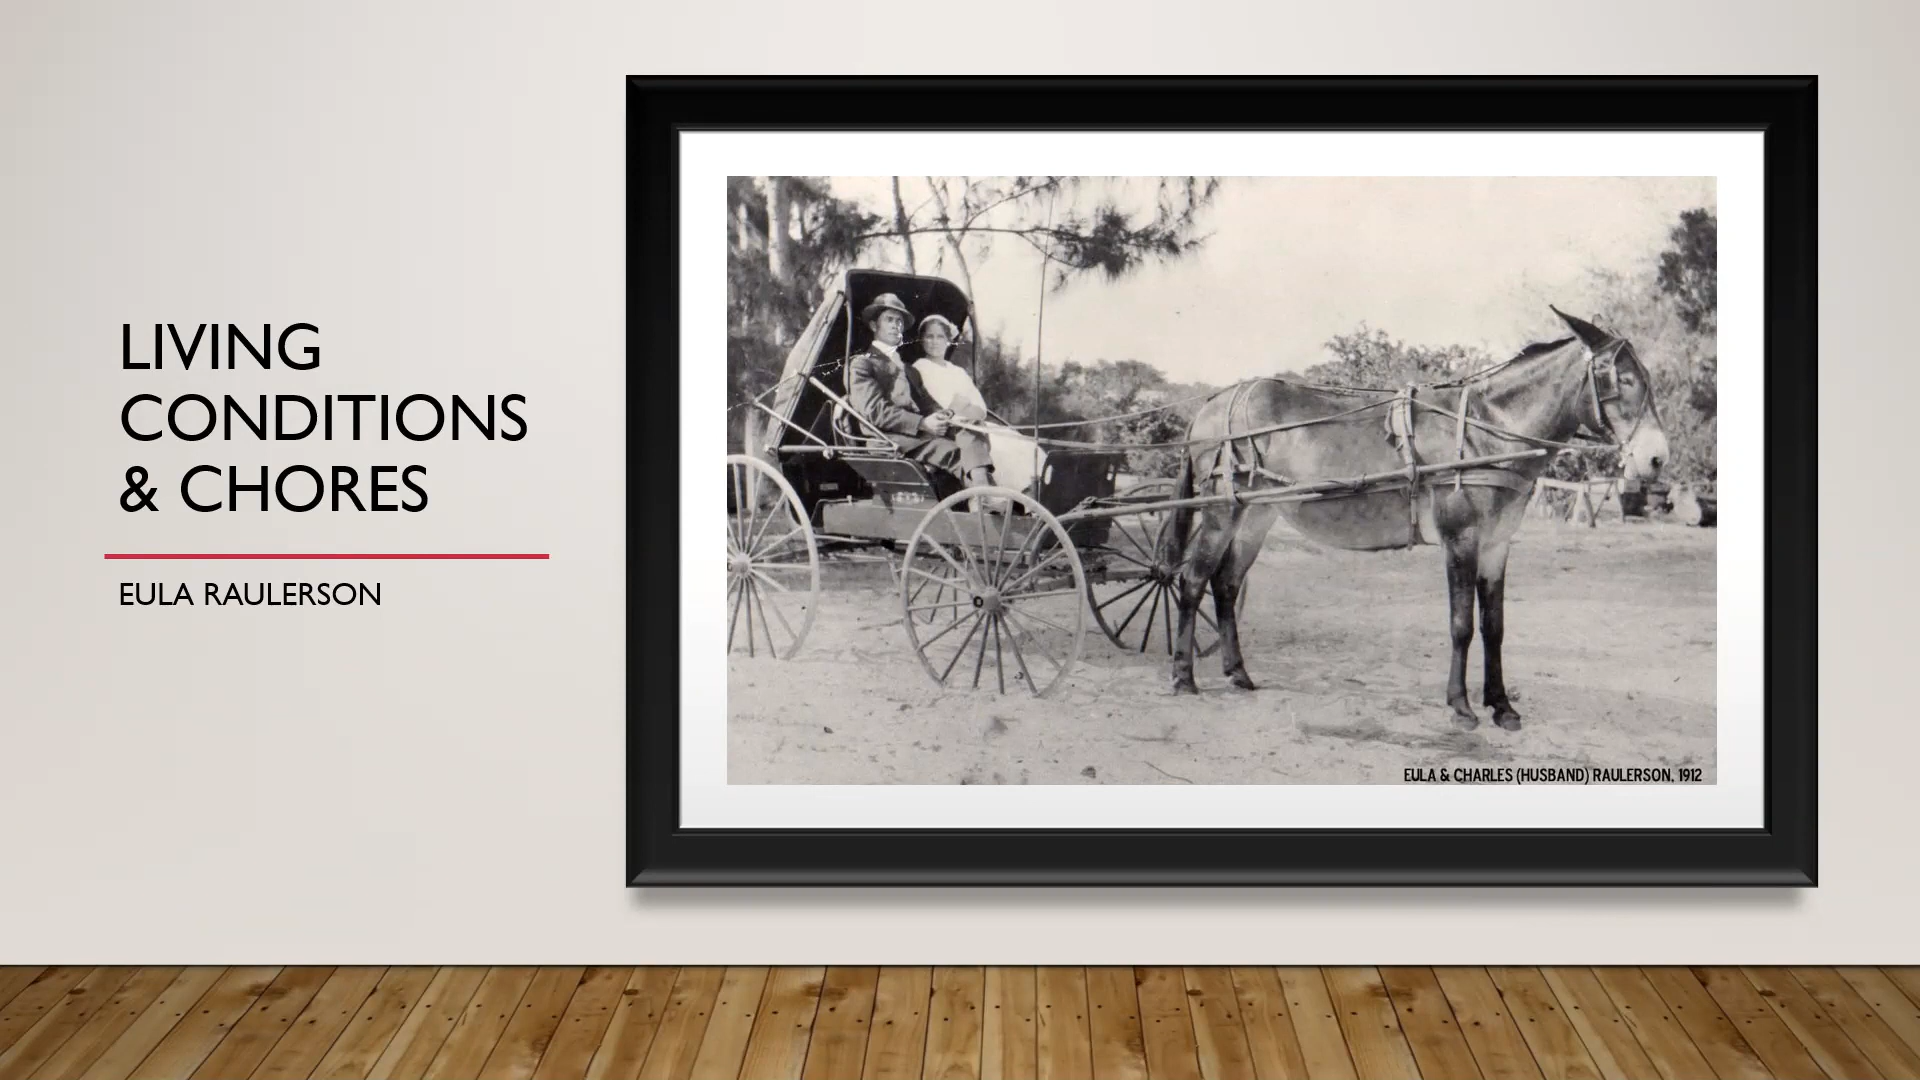 LIVING
CONDITIONS
& CHORES
EULA RAULERSON
EULA & CHARLES (HUSBAND) RAULERSON, 1912